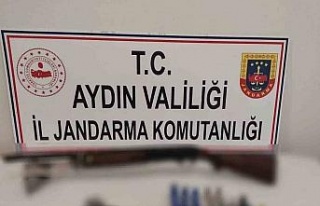 T.C.
AYDIN VALİLİĞİ
İL JANDARMA KOMUTANLIĞI